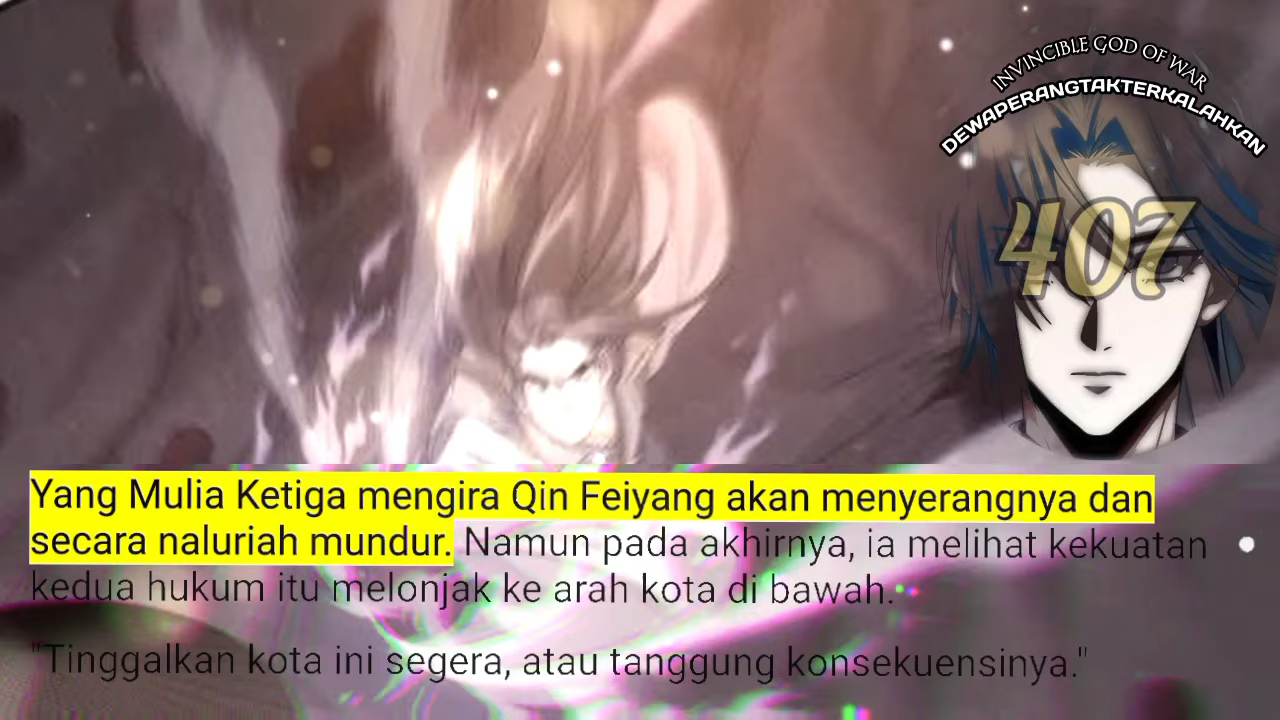 INVINCIBLE GOD OF WAR
DEWAPERANGTAKTERKALAHKAN
407
Yang Mulia Ketiga mengira Qin Feiyang akan menyerangnya dan
secara naluriah mundur. Namun pada akhirnya, ia melihat kekuatan
kedua hukum itu melonjak ke arah kota di bawah.
"Tinggalkan kota ini segera, atau tanggung konsekuensinya."